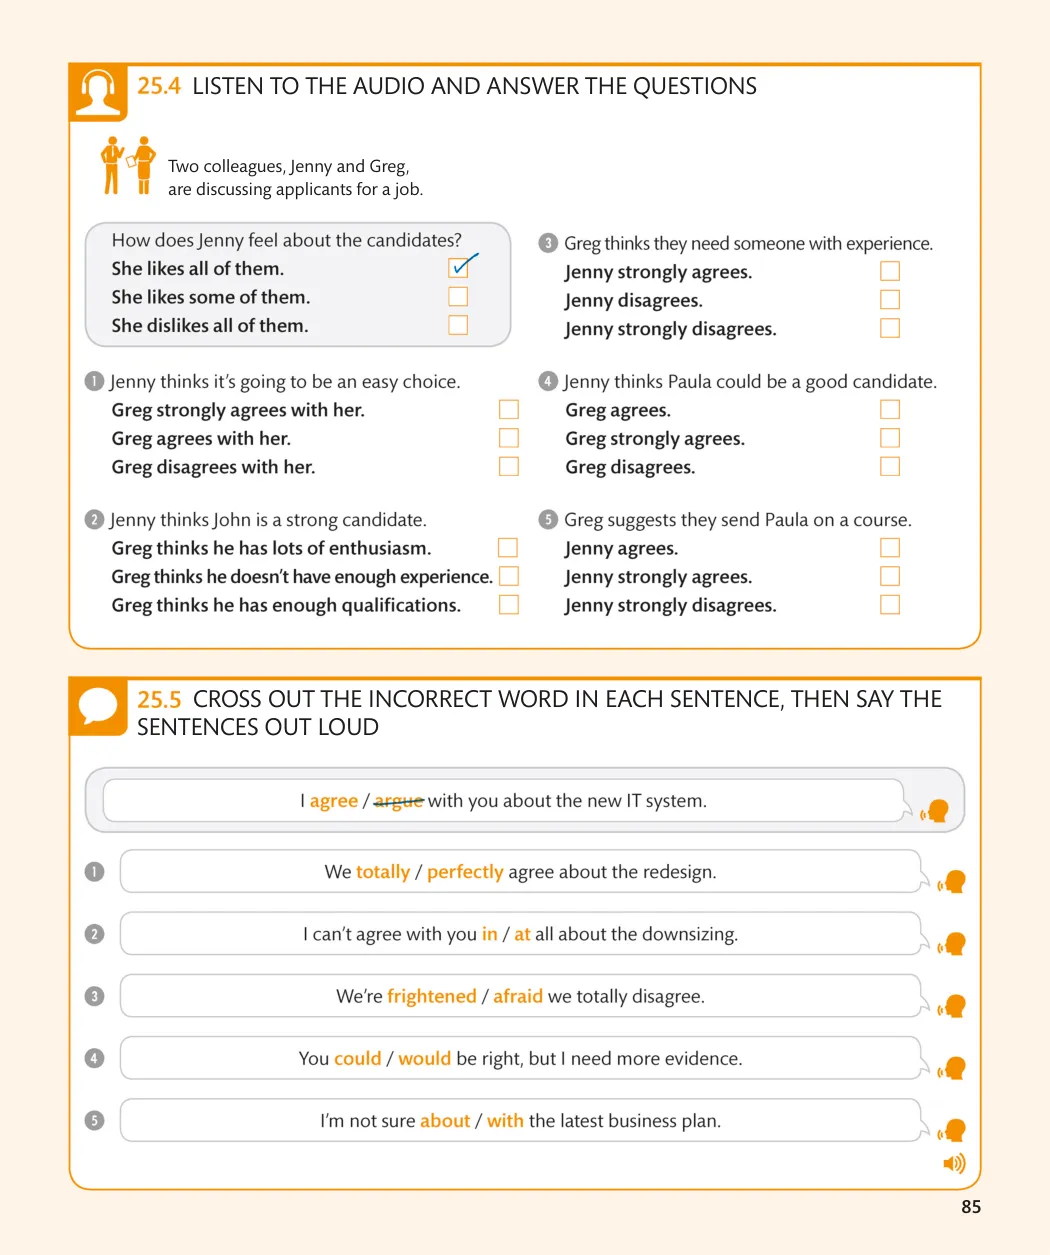 25.4 LISTEN TO THE AUDIO AND ANSWER THE QUESTIONS
Two colleagues, Jenny and Greg,
are discussing applicants for a job.
How does Jenny feel about the candidates?
She likes all of them.
She likes some of them.
She dislikes all of them.
1 Jenny thinks it’s going to be an easy choice.
Greg strongly agrees with her.
Greg agrees with her.
Greg disagrees with her.
2 Jenny thinks John is a strong candidate.
Greg thinks he has lots of enthusiasm.
Greg thinks he doesn’t have enough experience.
Greg thinks he has enough qualifications.
3 Greg thinks they need someone with experience.
Jenny strongly agrees.
Jenny disagrees.
Jenny strongly disagrees.
4 Jenny thinks Paula could be a good candidate.
Greg agrees.
Greg strongly agrees.
Greg disagrees.
5 Greg suggests they send Paula on a course.
Jenny agrees.
Jenny strongly agrees.
Jenny strongly disagrees.
25.5 CROSS OUT THE INCORRECT WORD IN EACH SENTENCE, THEN SAY THE
SENTENCES OUT LOUD
I agree / argue with you about the new IT system.
1 We totally / perfectly agree about the redesign.
2 I can’t agree with you in / at all about the downsizing.
3 We’re frightened / afraid we totally disagree.
4 You could / would be right, but I need more evidence.
5 I’m not sure about / with the latest business plan.
85